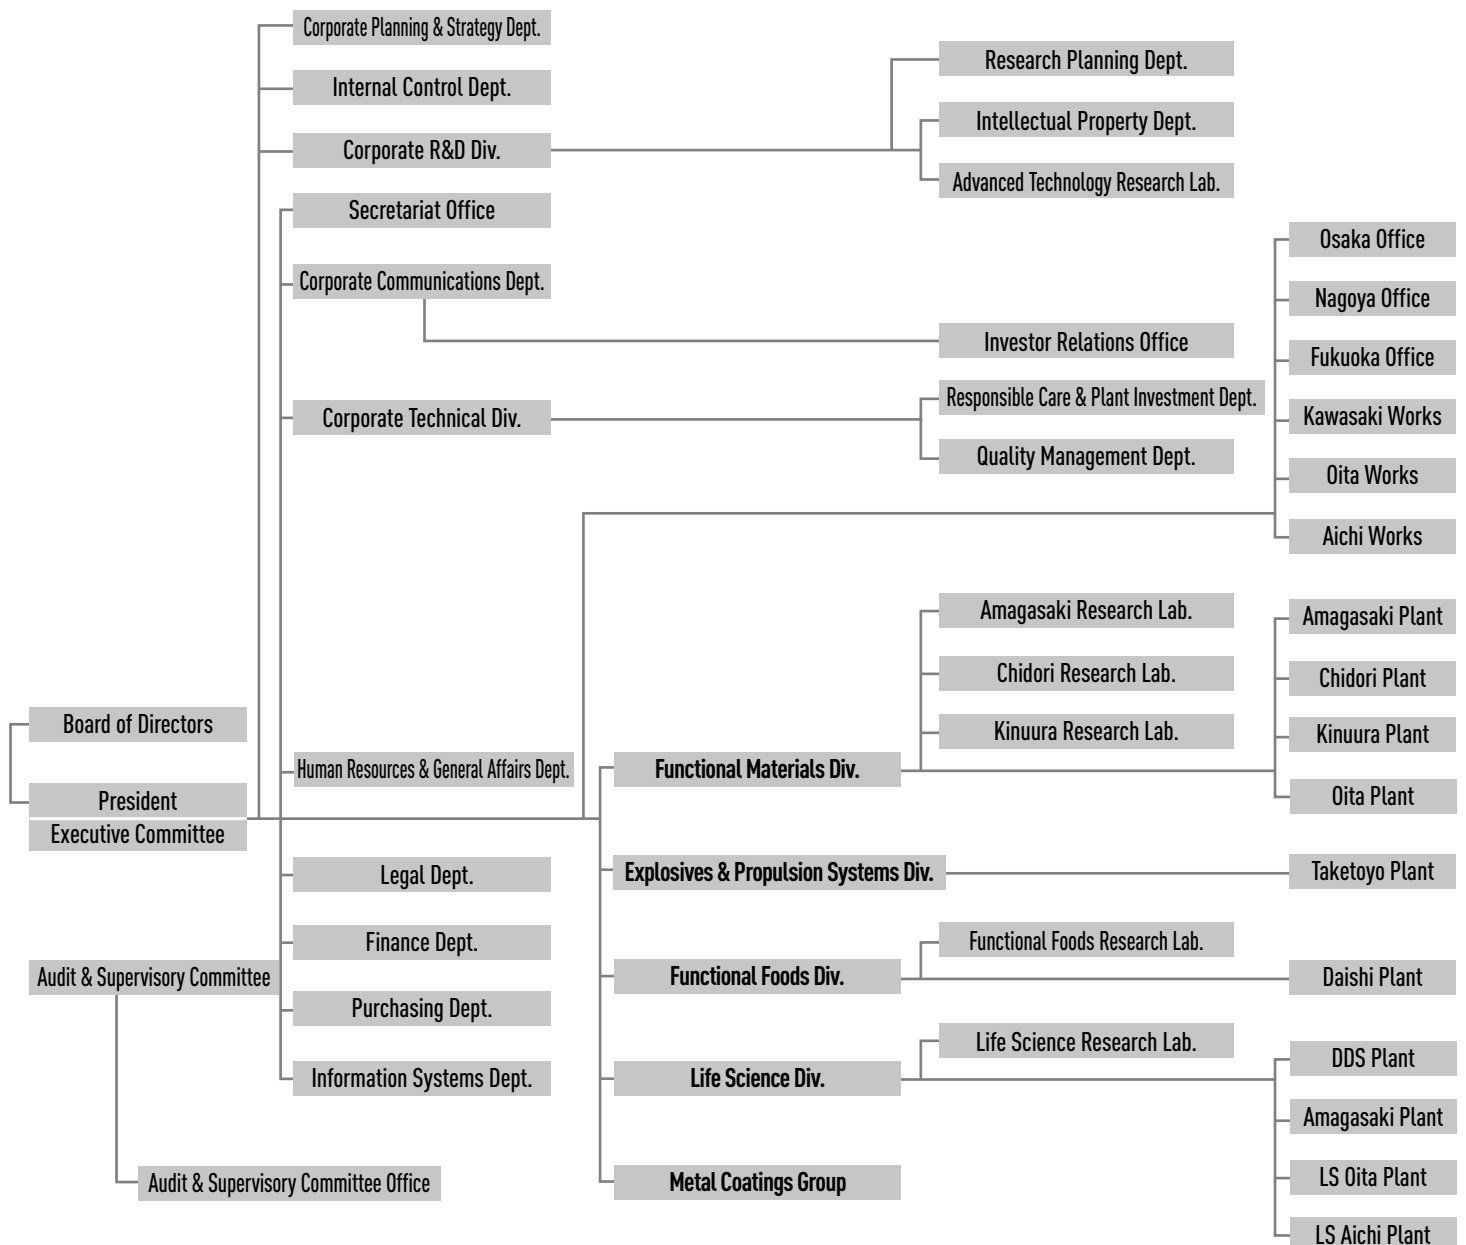 Corporate Planning & Strategy Dept.
Internal Control Dept.
Corporate R&D Div.
Research Planning Dept.
Intellectual Property Dept.
Advanced Technology Research Lab.
Secretariat Office
Corporate Communications Dept.
Investor Relations Office
Corporate Technical Div.
Responsible Care & Plant Investment Dept.
Quality Management Dept.
Osaka Office
Nagoya Office
Fukuoka Office
Kawasaki Works
Oita Works
Aichi Works
Board of Directors
President
Executive Committee
Audit & Supervisory Committee
Audit & Supervisory Committee Office
Human Resources & General Affairs Dept.
Legal Dept.
Finance Dept.
Purchasing Dept.
Information Systems Dept.
Functional Materials Div.
Amagasaki Research Lab.
Chidori Research Lab.
Kinuura Research Lab.
Amagasaki Plant
Chidori Plant
Kinuura Plant
Oita Plant
Explosives & Propulsion Systems Div.
Taketoyo Plant
Functional Foods Div.
Functional Foods Research Lab.
Daishi Plant
Life Science Div.
Life Science Research Lab.
DDS Plant
Amagasaki Plant
LS Oita Plant
LS Aichi Plant
Metal Coatings Group